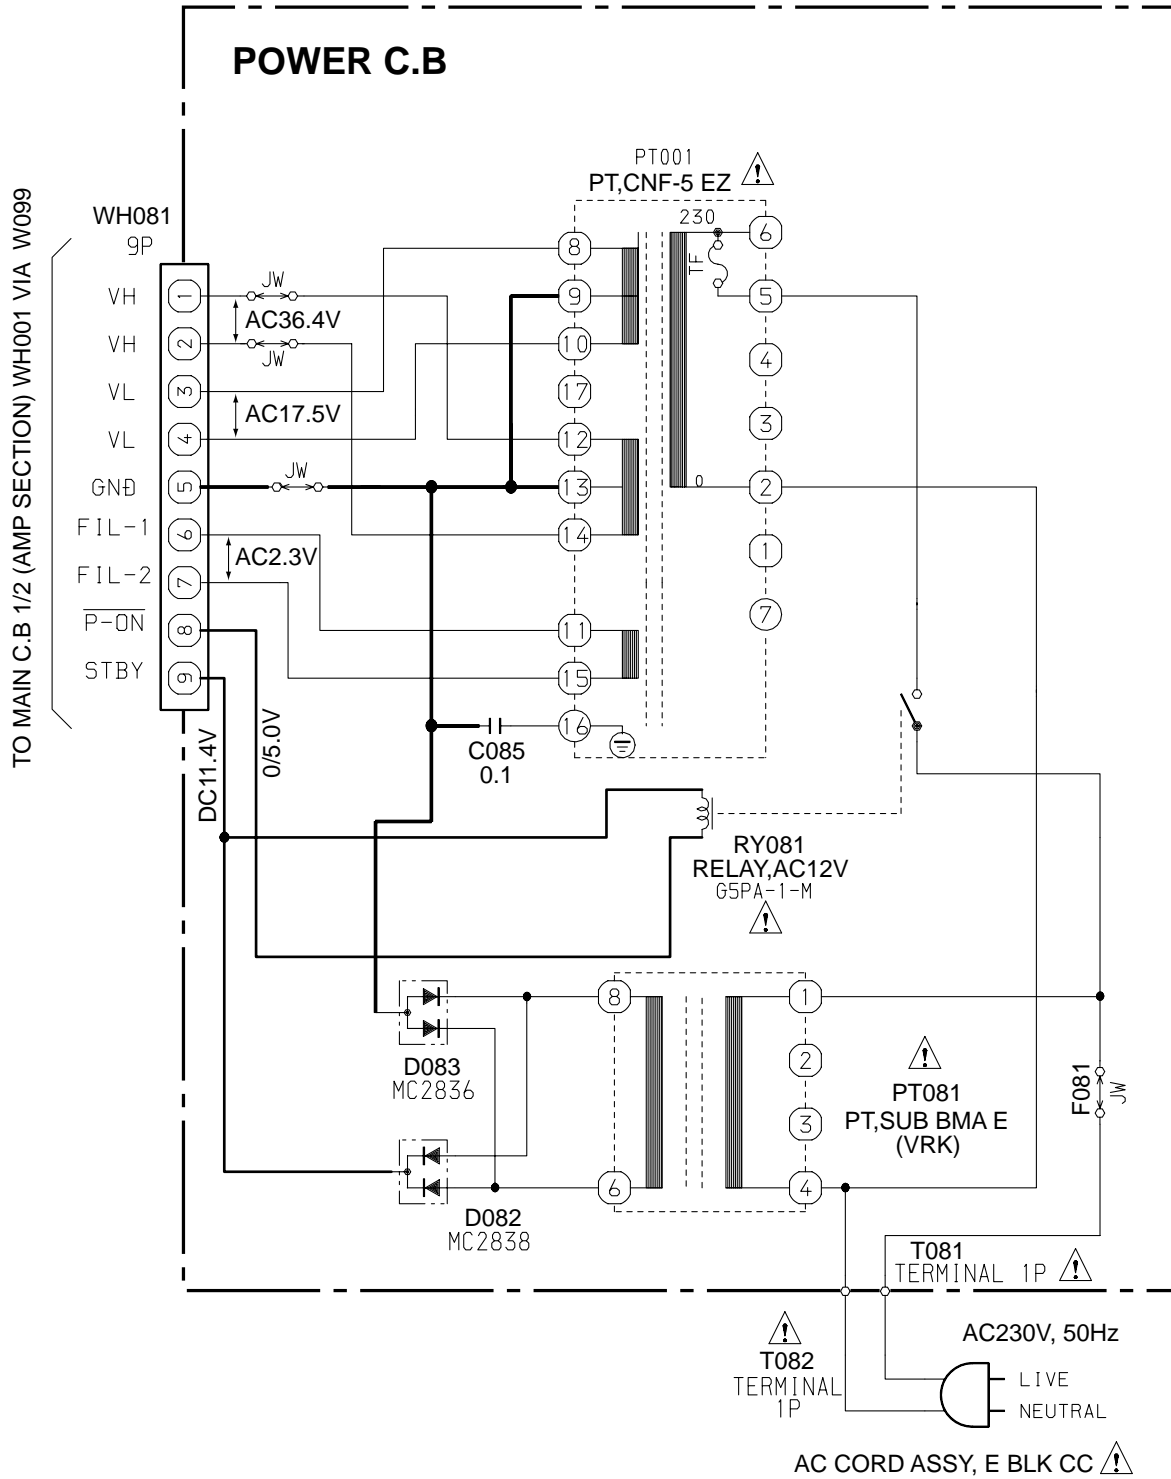 POWER C.B
PT001
PT,CNF-5 EZ
TO MAIN C.B 1/2 (AMP SECTION) WH001 VIA W099
WH081
9P
VH
1
JW
AC36.4V
VH
2
JW
VL
3
AC17.5V
VL
4
GND
5
JW
FIL-1
6
AC2.3V
FIL-2
7
P-ON
8
STBY
9
DC11.4V
0/5.0V
8
9
10
17
12
13
14
11
15
16
230
TF
0
6
5
4
3
2
1
7
C085
0.1
RY081
RELAY,AC12V
G5PA-1-M
D083
MC2836
D082
MC2838
8
6
1
2
3
4
PT081
PT,SUB BMA E
(VRK)
F081
JW
T081
TERMINAL 1P
T082
TERMINAL
1P
AC230V, 50Hz
LIVE
NEUTRAL
AC CORD ASSY, E BLK CC